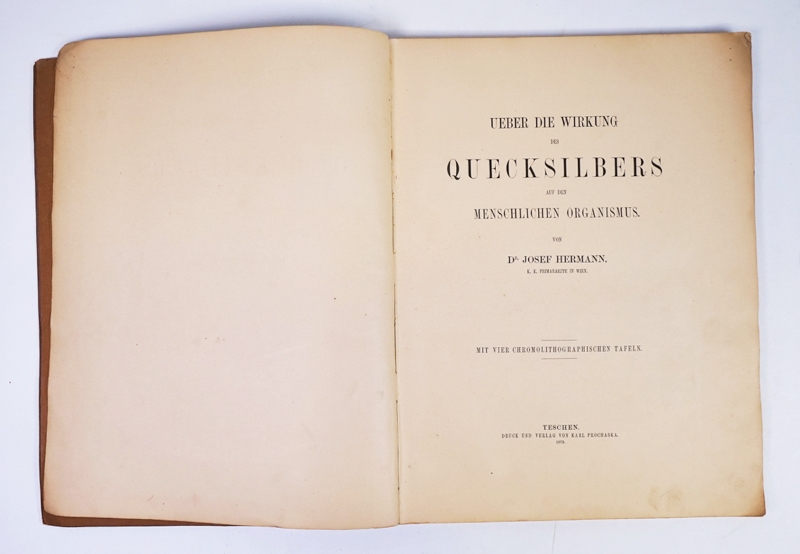 UEBER DIE WIRKUNG
DES
QUECKSILBERS
AUF DEN
MENSCHLICHEN ORGANISMUS.
VON
DR. JOSEF HERMANN,
K. K. PRIMARARZTE IN WIEN.
MIT VIER CHROMOLITHOGRAPHISCHEN TAFELN.
TESCHEN.
DRUCK UND VERLAG VON KARL PROCHASKA.